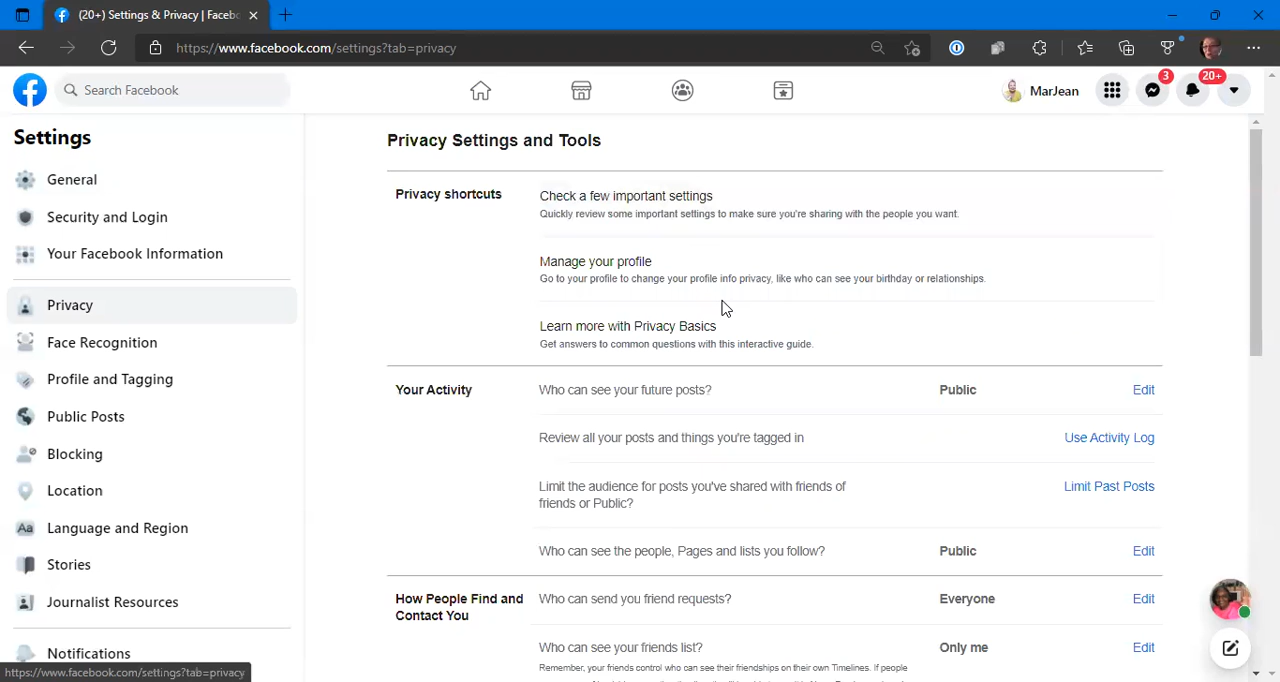 (20+) Settings & Privacy | Faceb
https://www.facebook.com/settings?tab=privacy
Search Facebook
MarJean
3
20+
Settings
General
Security and Login
Your Facebook Information
Privacy
Face Recognition
Profile and Tagging
Public Posts
Blocking
Location
Aa Language and Region
Stories
Journalist Resources
Notifications
https://www.facebook.com/settings?tab=privacy
Privacy Settings and Tools
Privacy shortcuts
Check a few important settings
Quickly review some important settings to make sure you're sharing with the people you want.
Manage your profile
Go to your profile to change your profile info privacy, like who can see your birthday or relationships.
Learn more with Privacy Basics
Get answers to common questions with this interactive guide.
Your Activity
Who can see your future posts? Public Edit
Review all your posts and things you're tagged in Use Activity Log
Limit the audience for posts you've shared with friends of Limit Past Posts
friends or Public?
Who can see the people, Pages and lists you follow? Public Edit
How People Find and
Contact You
Who can send you friend requests? Everyone Edit
Who can see your friends list? Only me Edit
Remember, your friends control who can see their friendships on their own Timelines. If people